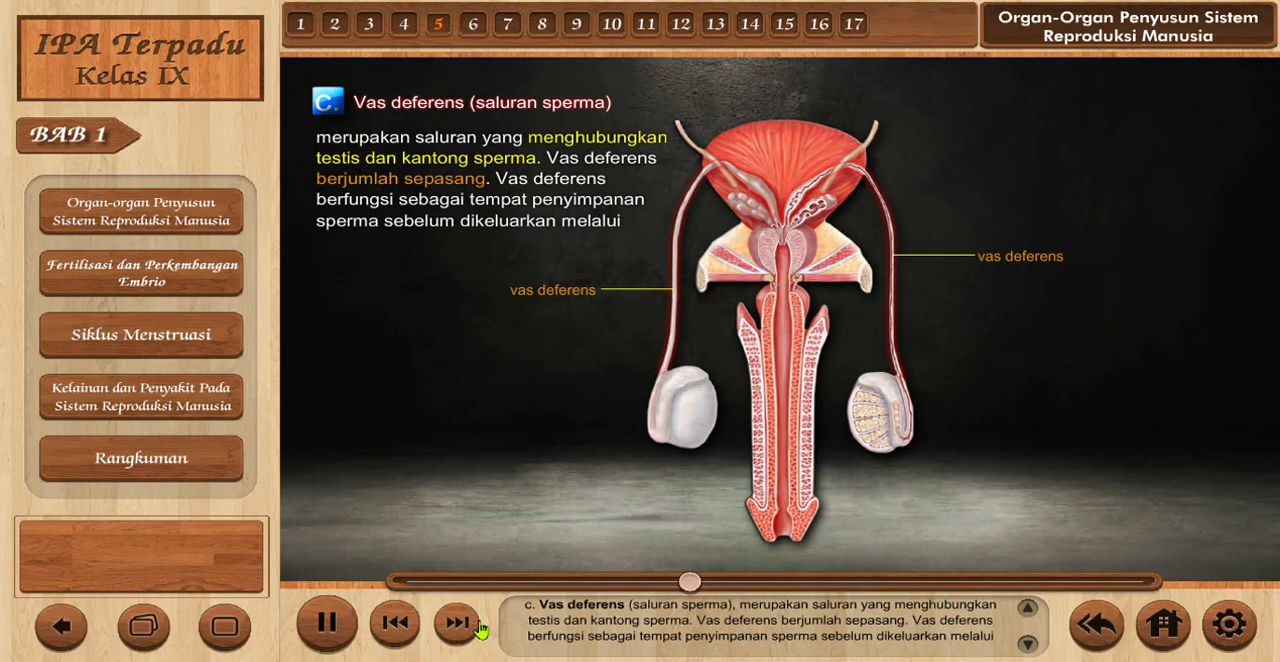 IPA Terpadu
Kelas IX
BAB 1
Organ-organ Penyusun
Sistem Reproduksi Manusia
Fertilisasi dan Perkembangan
Embrio
Siklus Menstruasi
Kelainan dan Penyakit Pada
Sistem Reproduksi Manusia
Rangkuman
1 2 3 4 5 6 7 8 9 10 11 12 13 14 15 16 17
Organ-Organ Penyusun Sistem
Reproduksi Manusia
C. Vas deferens (saluran sperma)
merupakan saluran yang menghubungkan
testis dan kantong sperma. Vas deferens
berjumlah sepasang. Vas deferens
berfungsi sebagai tempat penyimpanan
sperma sebelum dikeluarkan melalui
vas deferens
vas deferens
c. Vas deferens (saluran sperma), merupakan saluran yang menghubungkan
testis dan kantong sperma. Vas deferens berjumlah sepasang. Vas deferens
berfungsi sebagai tempat penyimpanan sperma sebelum dikeluarkan melalui